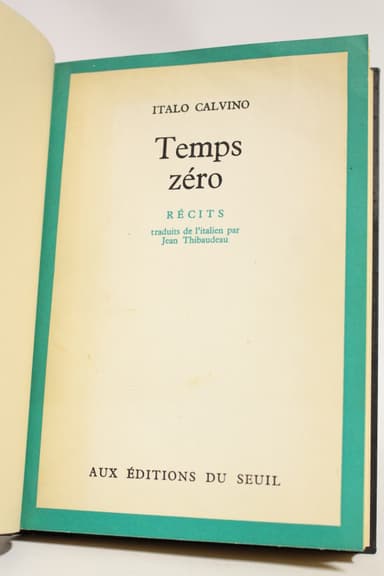 ITALO CALVINO
Temps
zéro
RÉCITS
traduits de l'italien par
Jean Thibaudeau
AUX ÉDITIONS DU SEUIL